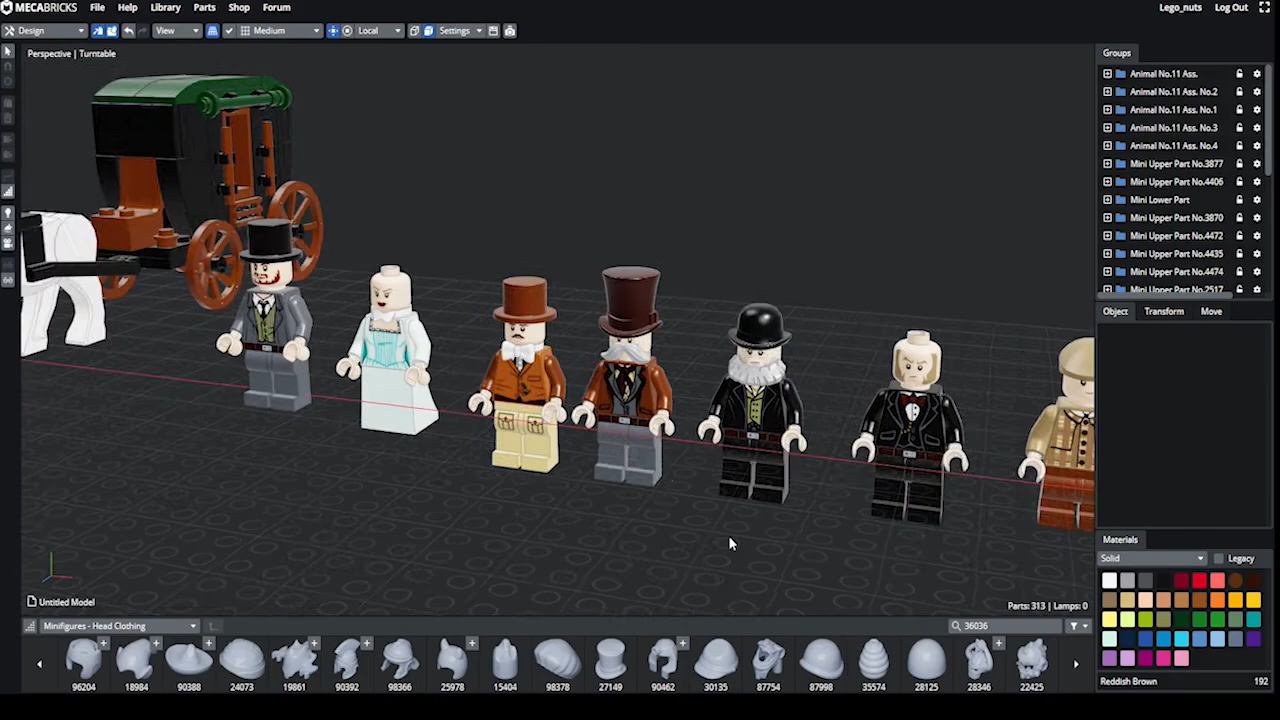 MECABRICKS File Help Library Parts Shop Forum Lego_nuts Log Out
Design View Medium Local Settings
Perspective | Turntable
Groups
Animal No.11 Ass.
Animal No.11 Ass. No.2
Animal No.11 Ass. No.1
Animal No.11 Ass. No.3
Animal No.11 Ass. No.4
Mini Upper Part No.3877
Mini Upper Part No.4406
Mini Lower Part
Mini Upper Part No.3870
Mini Upper Part No.4472
Mini Upper Part No.4435
Mini Upper Part No.4474
Mini Upper Part No.2517
Object Transform Move
Materials
Solid Legacy
Untitled Model Parts: 313 | Lamps: 0
Minifigures - Head Clothing 36036
96204 18984 90388 24073 19861 90392 98366 25978 15404 98378 27149 90462 30135 87754 87998 35574 28125 28346 22425
Reddish Brown 192